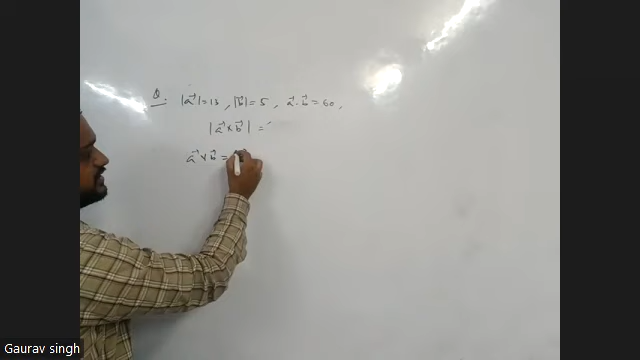 Q. |a⃗|=13, |b⃗|=5, a⃗·b⃗=60,
|a⃗×b⃗| =
a⃗×b⃗ =
Gaurav singh